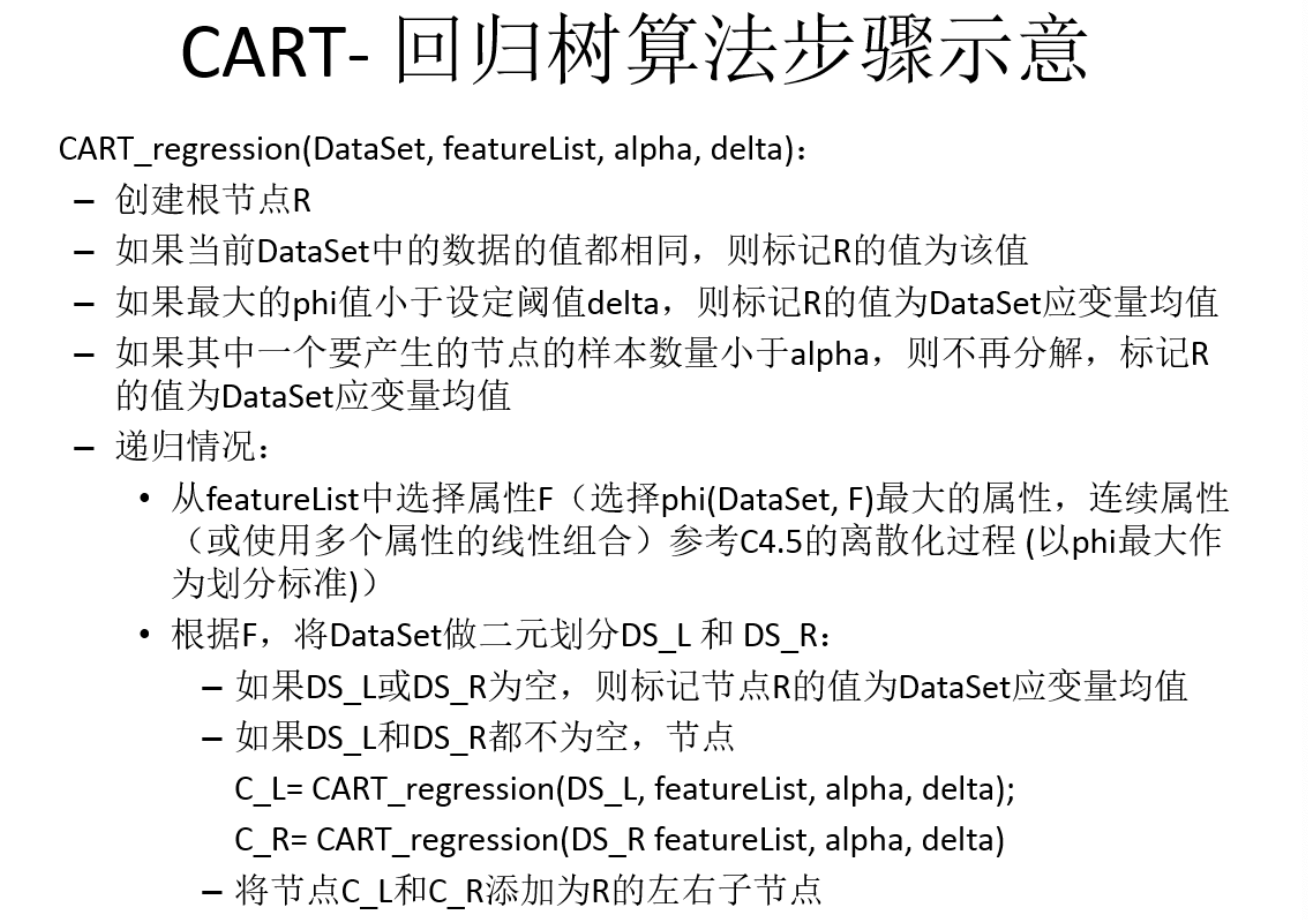 CART- 回归树算法步骤示意
CART_regression(DataSet, featureList, alpha, delta)：
– 创建根节点R
– 如果当前DataSet中的数据的值都相同，则标记R的值为该值
– 如果最大的phi值小于设定阈值delta，则标记R的值为DataSet应变量均值
– 如果其中一个要产生的节点的样本数量小于alpha，则不再分解，标记R
的值为DataSet应变量均值
– 递归情况：
• 从featureList中选择属性F（选择phi(DataSet, F)最大的属性，连续属性
（或使用多个属性的线性组合）参考C4.5的离散化过程 (以phi最大作
为划分标准)）
• 根据F，将DataSet做二元划分DS_L 和 DS_R：
– 如果DS_L或DS_R为空，则标记节点R的值为DataSet应变量均值
– 如果DS_L和DS_R都不为空，节点
C_L= CART_regression(DS_L, featureList, alpha, delta);
C_R= CART_regression(DS_R featureList, alpha, delta)
– 将节点C_L和C_R添加为R的左右子节点